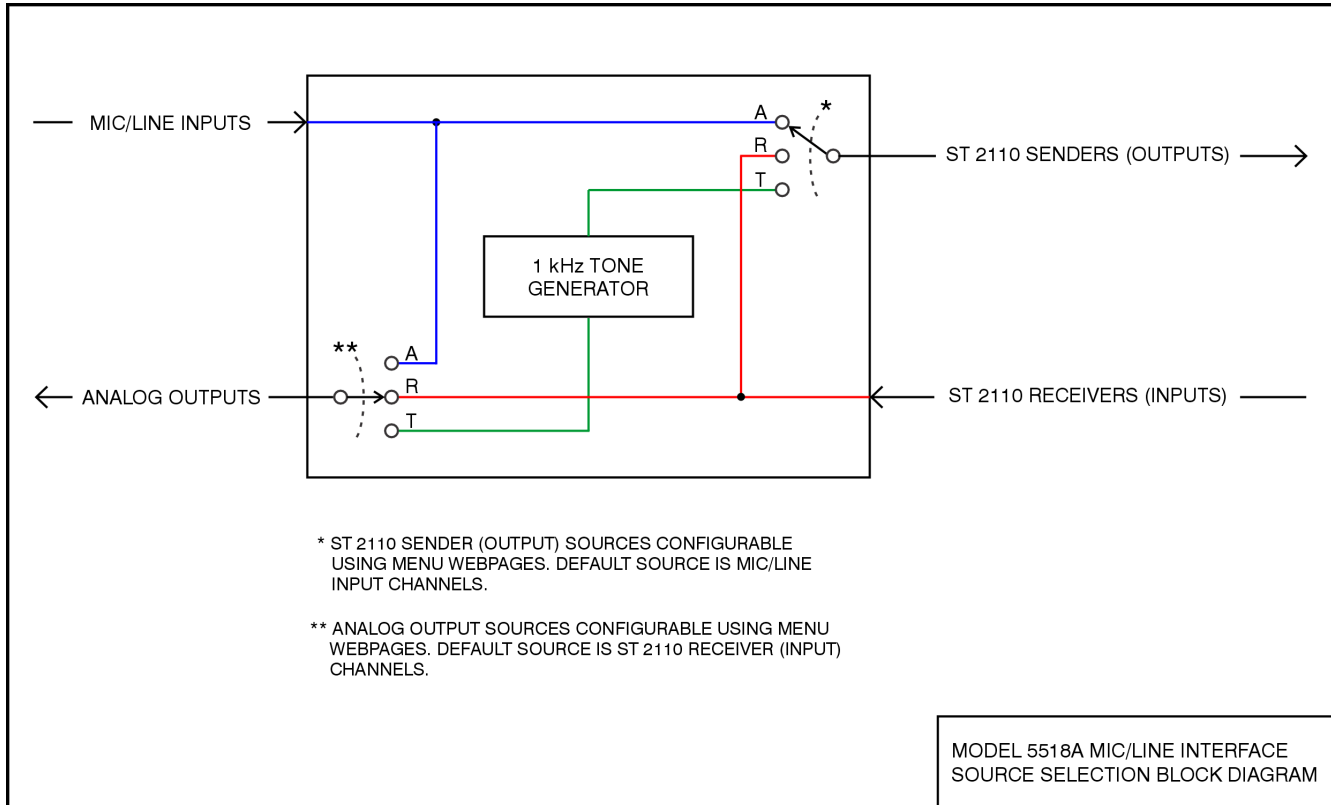 *
A
MIC/LINE INPUTS
R
ST 2110 SENDERS (OUTPUTS)
T
1 kHz TONE
GENERATOR
**
A
R
ANALOG OUTPUTS
ST 2110 RECEIVERS (INPUTS)
T
* ST 2110 SENDER (OUTPUT) SOURCES CONFIGURABLE
USING MENU WEBPAGES. DEFAULT SOURCE IS MIC/LINE
INPUT CHANNELS.
** ANALOG OUTPUT SOURCES CONFIGURABLE USING MENU
WEBPAGES. DEFAULT SOURCE IS ST 2110 RECEIVER (INPUT)
CHANNELS.
MODEL 5518A MIC/LINE INTERFACE
SOURCE SELECTION BLOCK DIAGRAM